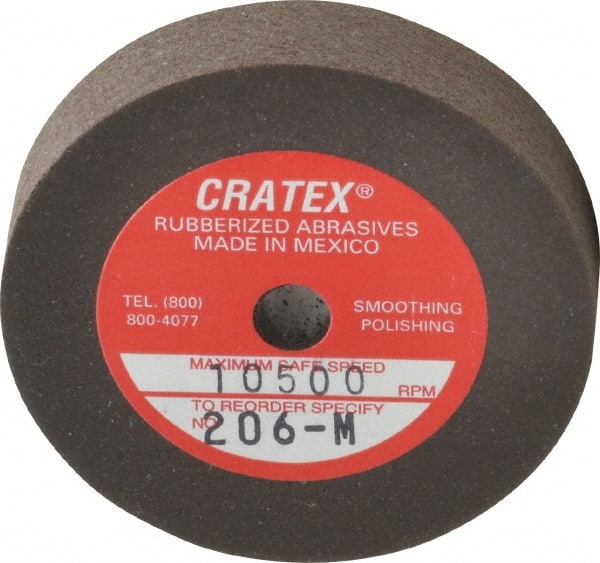 CRATEX®
RUBBERIZED ABRASIVES
MADE IN MEXICO
TEL. (800)
800-4077
SMOOTHING
POLISHING
MAXIMUM SAFE SPEED
10500
RPM
TO REORDER SPECIFY
NO.
206-M